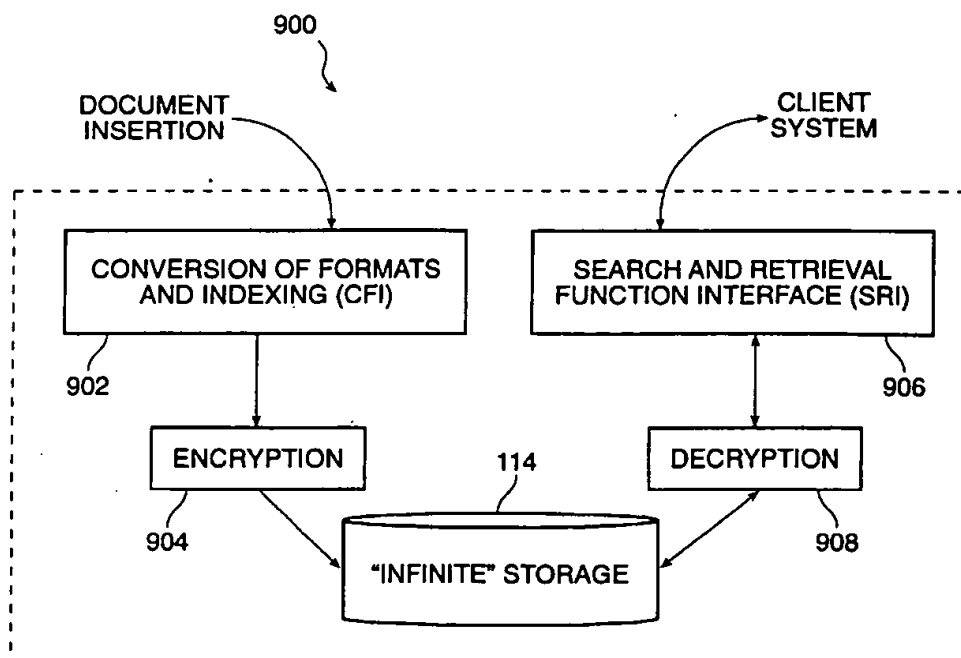 900
DOCUMENT
INSERTION
CLIENT
SYSTEM
CONVERSION OF FORMATS
AND INDEXING (CFI)
SEARCH AND RETRIEVAL
FUNCTION INTERFACE (SRI)
902
906
ENCRYPTION
114
DECRYPTION
904
908
"INFINITE" STORAGE